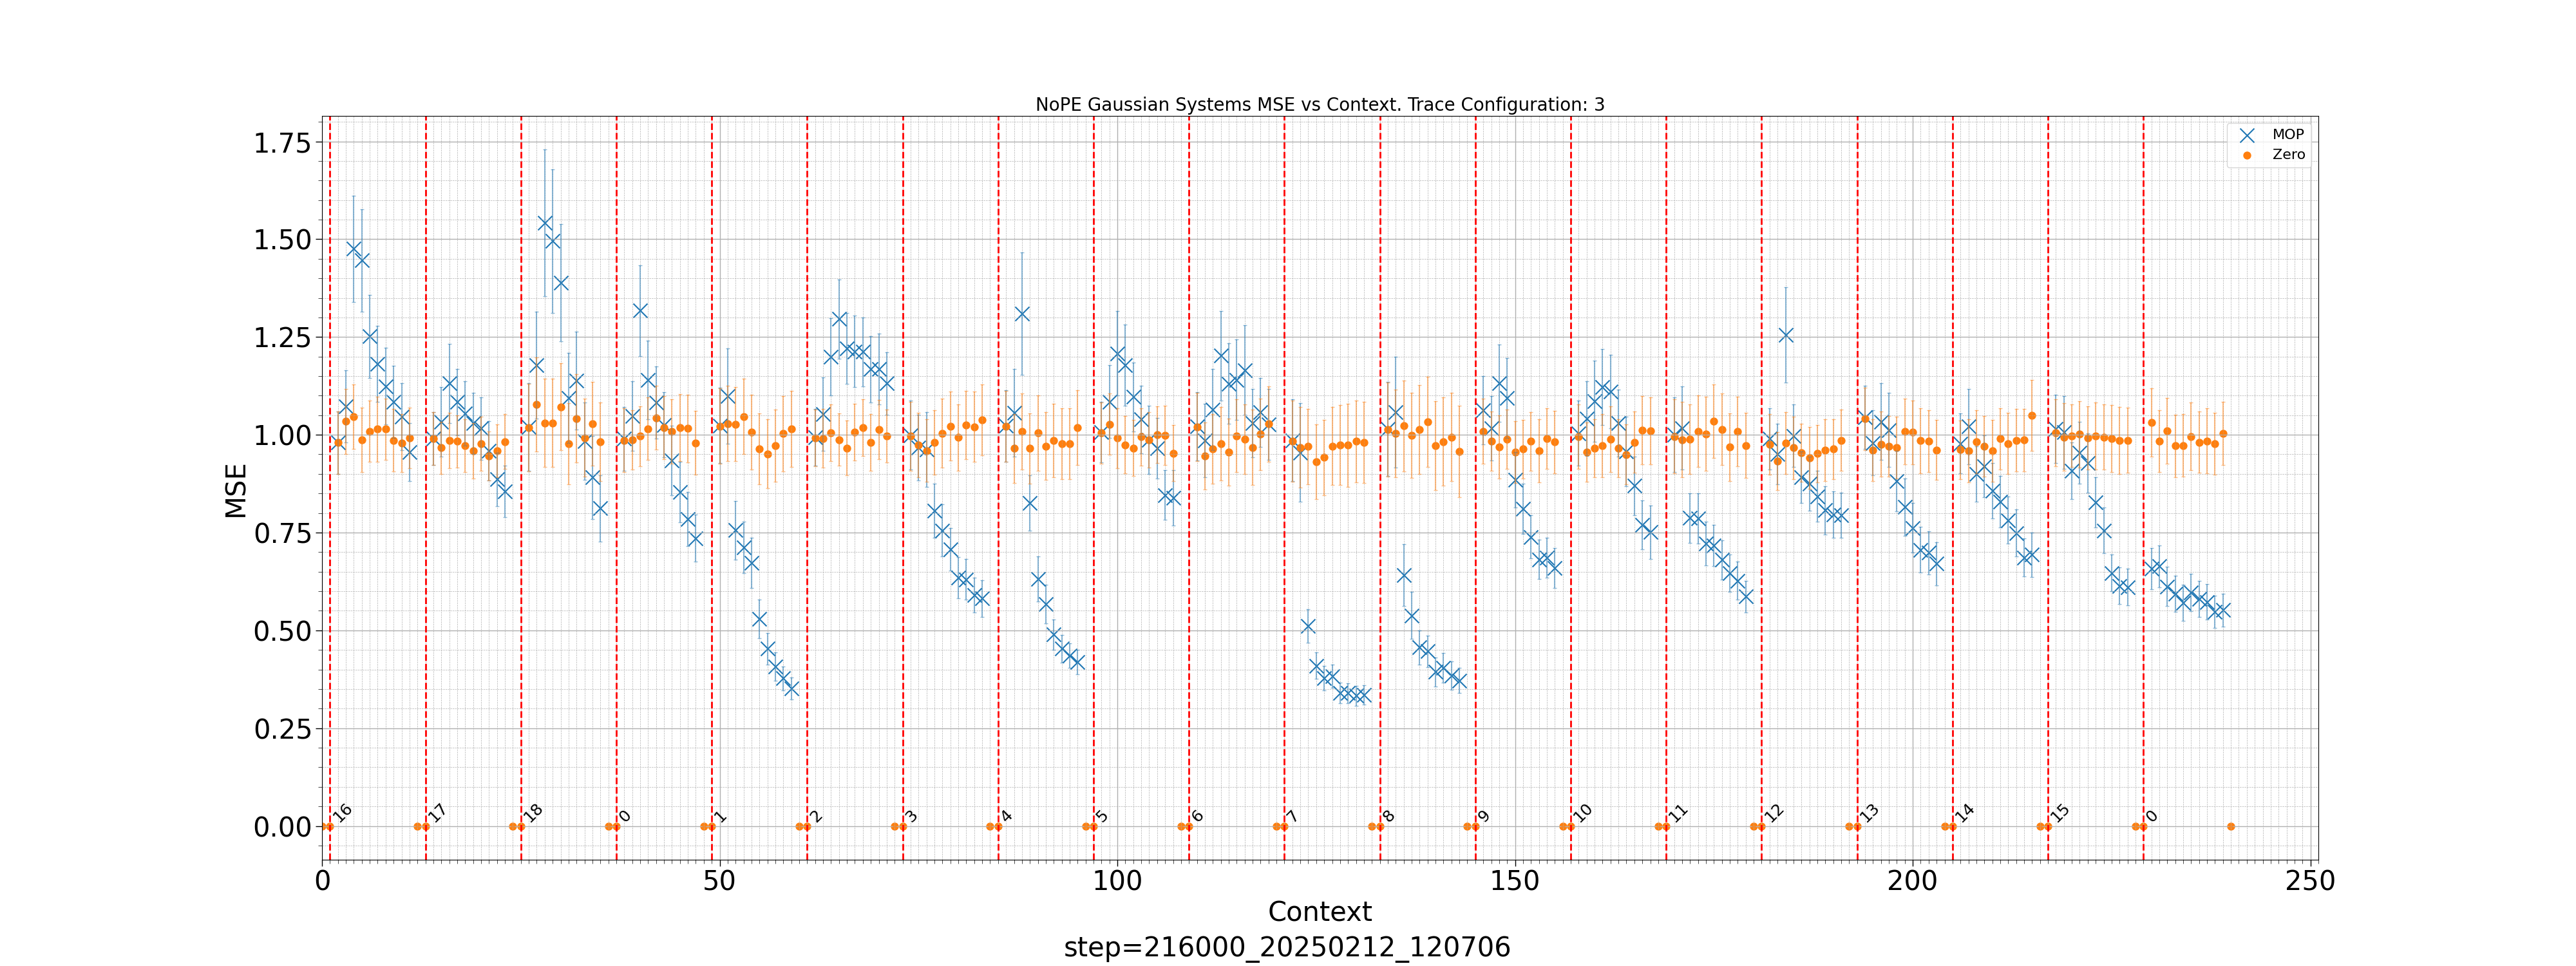 NoPE Gaussian Systems MSE vs Context. Trace Configuration: 3
MOP
Zero
1.75
1.50
1.25
1.00
0.75
0.50
0.25
0.00
MSE
16 17 18 0 1 2 3 4 5 6 7 8 9 10 11 12 13 14 15 0
0 50 100 150 200 250
Context
step=216000_20250212_120706